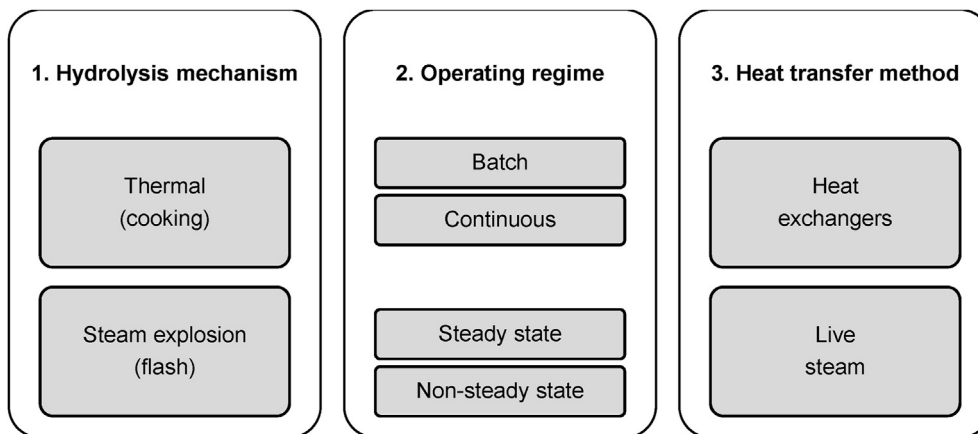 1. Hydrolysis mechanism
Thermal
(cooking)
Steam explosion
(flash)
2. Operating regime
Batch
Continuous
Steady state
Non-steady state
3. Heat transfer method
Heat
exchangers
Live
steam